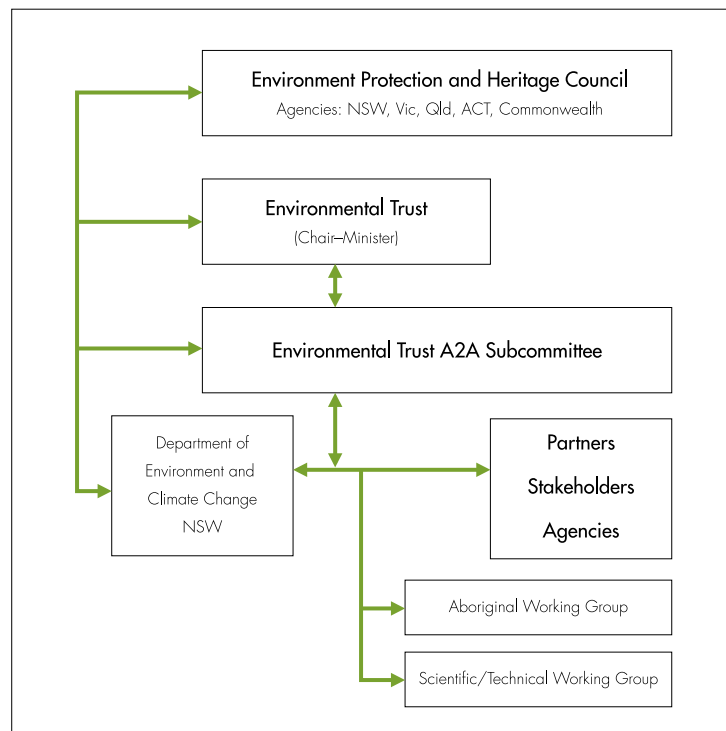 Environment Protection and Heritage Council
Agencies: NSW, Vic, Qld, ACT, Commonwealth
Environmental Trust
(Chair–Minister)
Environmental Trust A2A Subcommittee
Department of
Environment and
Climate Change
NSW
Partners
Stakeholders
Agencies
Aboriginal Working Group
Scientific/Technical Working Group